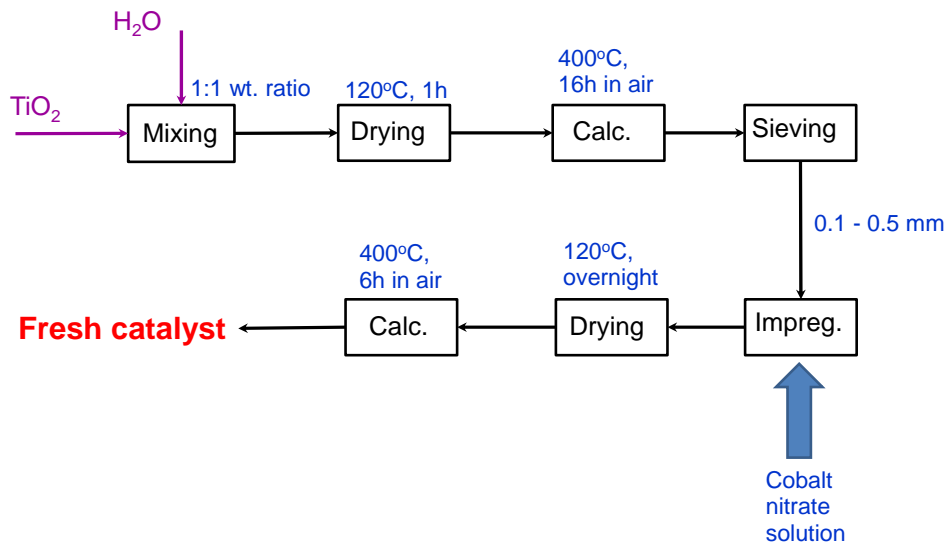 H₂O
TiO₂
1:1 wt. ratio
Mixing
120°C, 1h
Drying
400°C,
16h in air
Calc.
Sieving
0.1 - 0.5 mm
Impreg.
Cobalt
nitrate
solution
120°C,
overnight
Drying
400°C,
6h in air
Calc.
Fresh catalyst